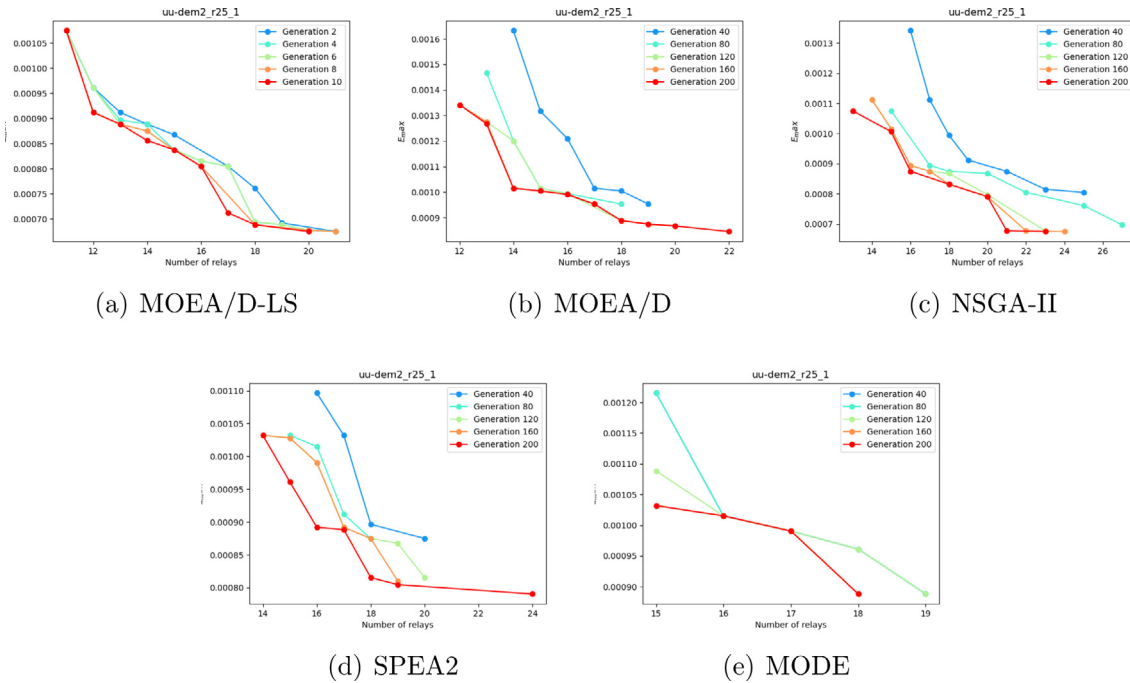 uu-dem2_r25_1
0.00105
0.00100
0.00095
0.00090
0.00085
0.00080
0.00075
0.00070
12 14 16 18 20
Number of relays
Generation 2
Generation 4
Generation 6
Generation 8
Generation 10
(a) MOEA/D-LS
uu-dem2_r25_1
E_max
0.0016
0.0015
0.0014
0.0013
0.0012
0.0011
0.0010
0.0009
12 14 16 18 20 22
Number of relays
Generation 40
Generation 80
Generation 120
Generation 160
Generation 200
(b) MOEA/D
uu-dem2_r25_1
E_max
0.0013
0.0012
0.0011
0.0010
0.0009
0.0008
0.0007
14 16 18 20 22 24 26
Number of relays
Generation 40
Generation 80
Generation 120
Generation 160
Generation 200
(c) NSGA-II
uu-dem2_r25_1
0.00110
0.00105
0.00100
0.00095
0.00090
0.00085
0.00080
14 16 18 20 22 24
Number of relays
Generation 40
Generation 80
Generation 120
Generation 160
Generation 200
(d) SPEA2
uu-dem2_r25_1
0.00120
0.00115
0.00110
0.00105
0.00100
0.00095
0.00090
15 16 17 18 19
Number of relays
Generation 40
Generation 80
Generation 120
Generation 160
Generation 200
(e) MODE